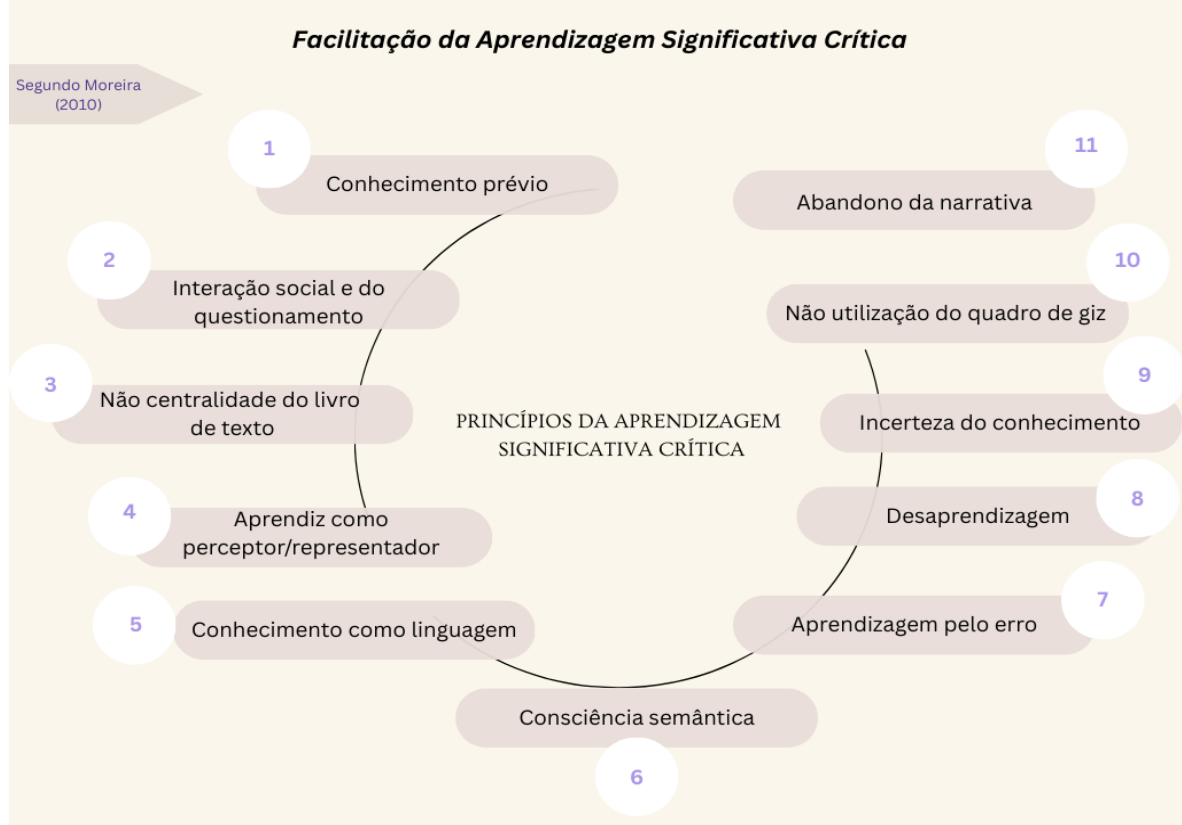 Facilitação da Aprendizagem Significativa Crítica
Segundo Moreira
(2010)
1
Conhecimento prévio
2
Interação social e do
questionamento
3
Não centralidade do livro
de texto
4
Aprendiz como
perceptor/representador
5
Conhecimento como linguagem
Consciência semântica
6
7
Aprendizagem pelo erro
8
Desaprendizagem
9
Incerteza do conhecimento
10
Não utilização do quadro de giz
11
Abandono da narrativa
PRINCÍPIOS DA APRENDIZAGEM
SIGNIFICATIVA CRÍTICA